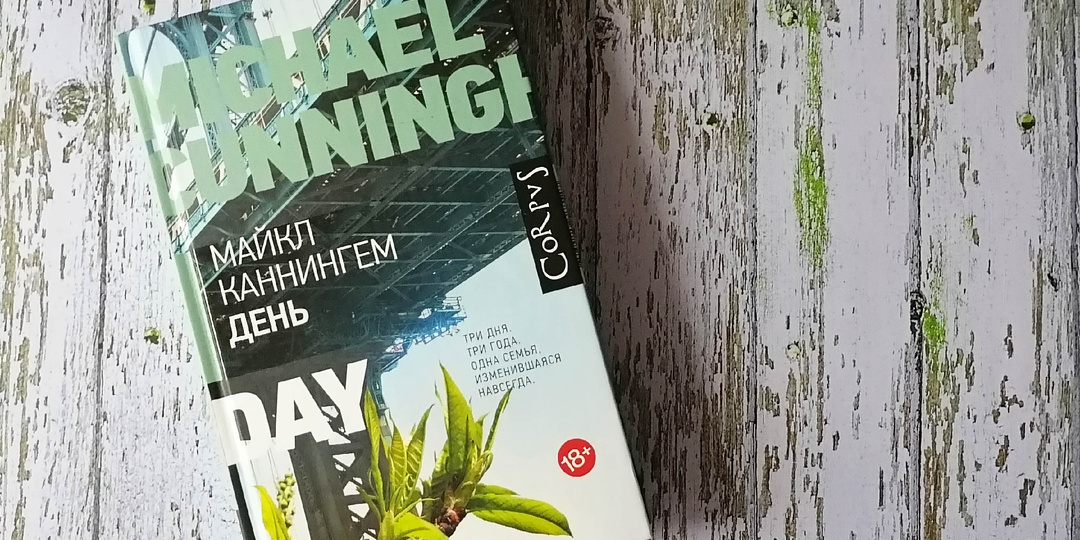 MICHAEL
CUNNINGH
CORPVS
МАЙКЛ
КАННИНГЕМ
ДЕНЬ
DAY
ТРИ ДНЯ.
ТРИ ГОДА.
ОДНА СЕМЬЯ,
ИЗМЕНИВШАЯСЯ
НАВСЕГДА.
18+